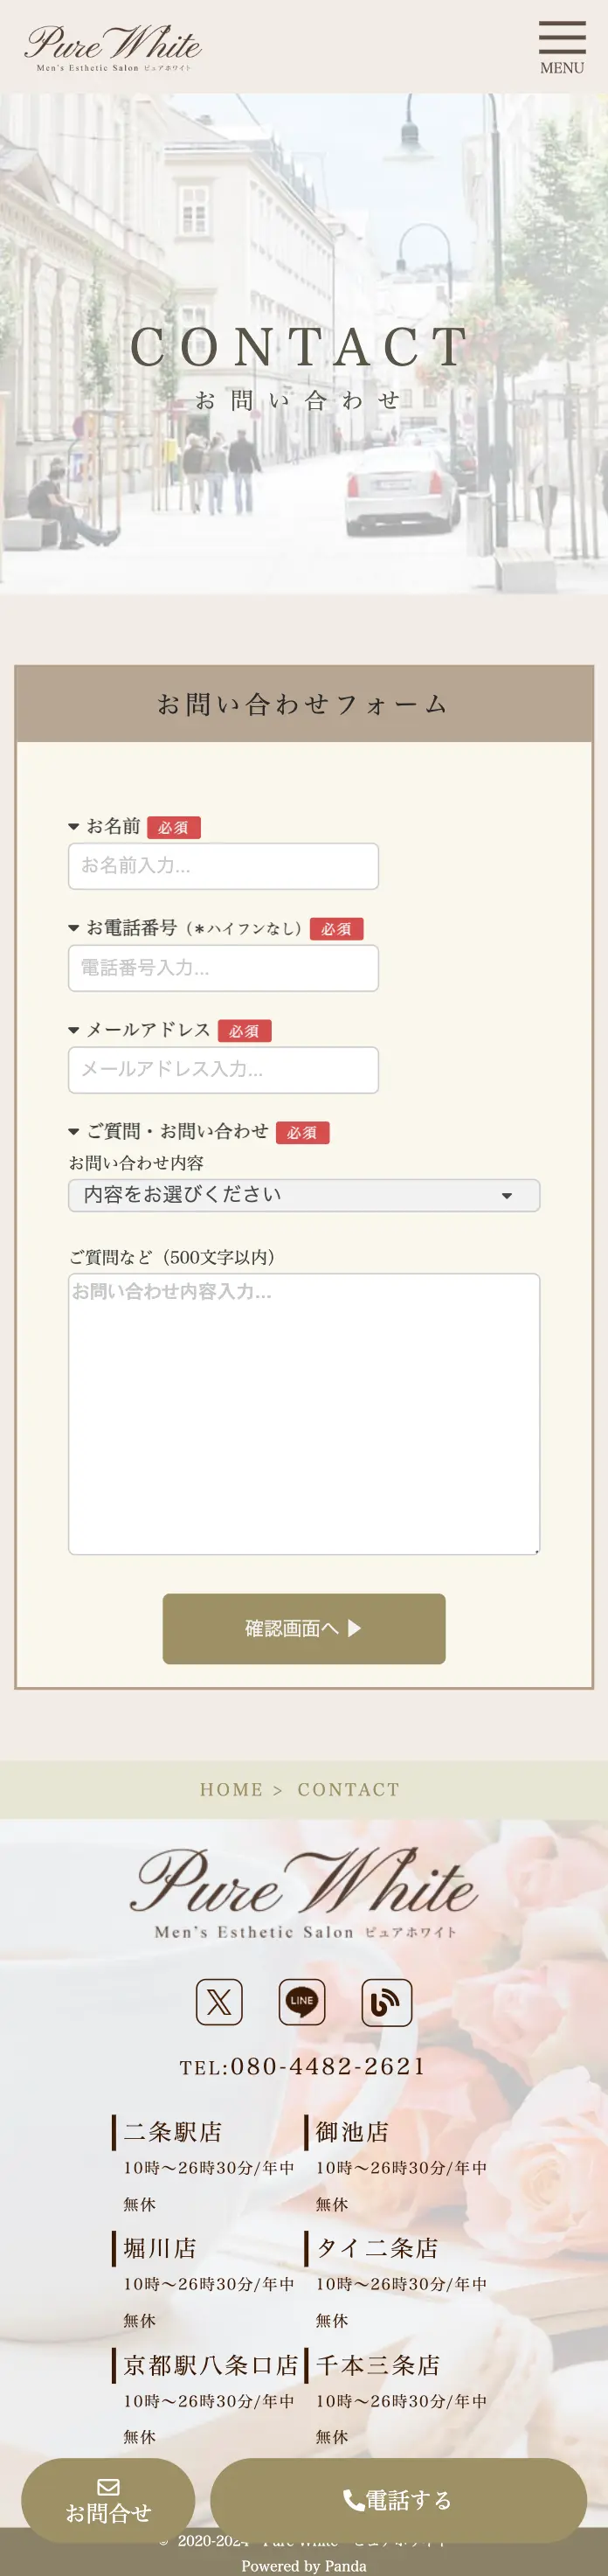 Pure White
Men's Esthetic Salon ピュアホワイト
MENU
CONTACT
お問い合わせ
お問い合わせフォーム
お名前 必須
お名前入力...
お電話番号（＊ハイフンなし） 必須
電話番号入力...
メールアドレス 必須
メールアドレス入力...
ご質問・お問い合わせ 必須
お問い合わせ内容
内容をお選びください
ご質問など（500文字以内）
お問い合わせ内容入力...
確認画面へ ▶
HOME > CONTACT
Pure White
Men's Esthetic Salon ピュアホワイト
X LINE
TEL:080-4482-2621
二条駅店
10時〜26時30分/年中
無休
御池店
10時〜26時30分/年中
無休
堀川店
10時〜26時30分/年中
無休
タイ二条店
10時〜26時30分/年中
無休
京都駅八条口店
10時〜26時30分/年中
無休
千本三条店
10時〜26時30分/年中
無休
お問合せ
電話する
© 2020-2024 Pure White ピュアホワイト
Powered by Panda